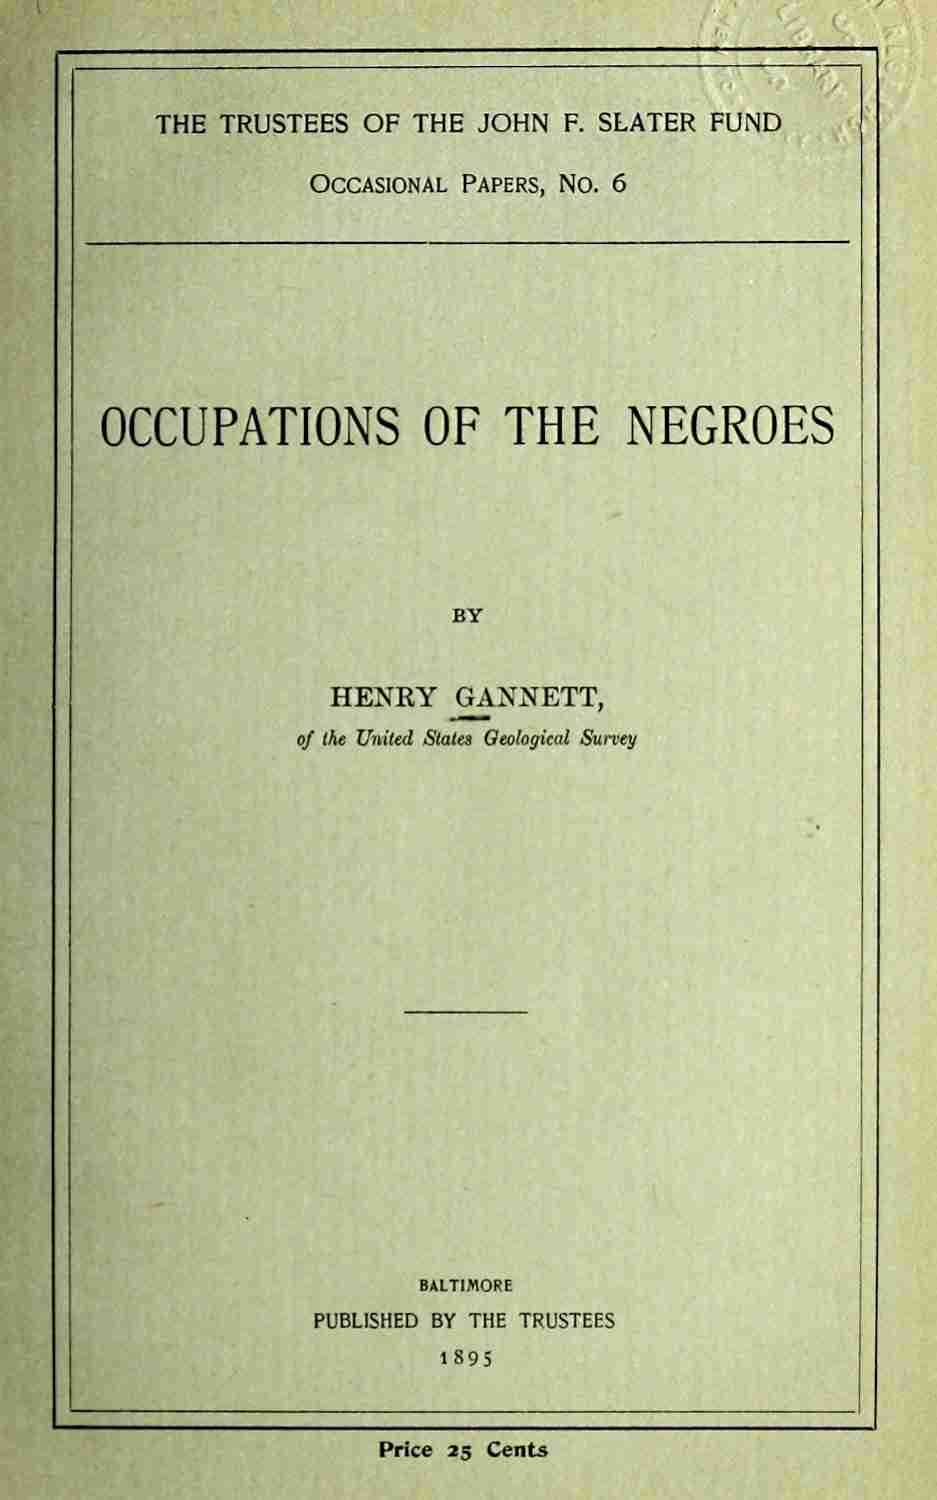 THE TRUSTEES OF THE JOHN F. SLATER FUND
OCCASIONAL PAPERS, NO. 6
OCCUPATIONS OF THE NEGROES
BY
HENRY GANNETT,
of the United States Geological Survey
BALTIMORE
PUBLISHED BY THE TRUSTEES
1895
Price 25 Cents